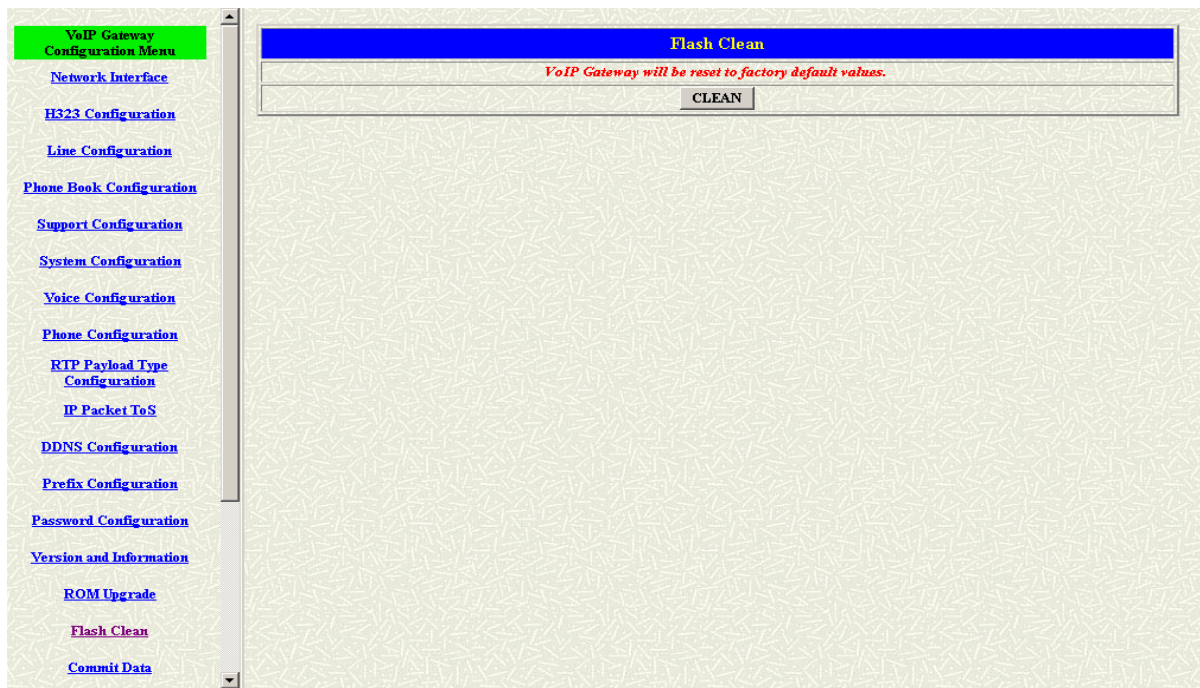 VoIP Gateway
Configuration Menu
Network Interface
H323 Configuration
Line Configuration
Phone Book Configuration
Support Configuration
System Configuration
Voice Configuration
Phone Configuration
RTP Payload Type
Configuration
IP Packet ToS
DDNS Configuration
Prefix Configuration
Password Configuration
Version and Information
ROM Upgrade
Flash Clean
Commit Data
Flash Clean
VoIP Gateway will be reset to factory default values.
CLEAN